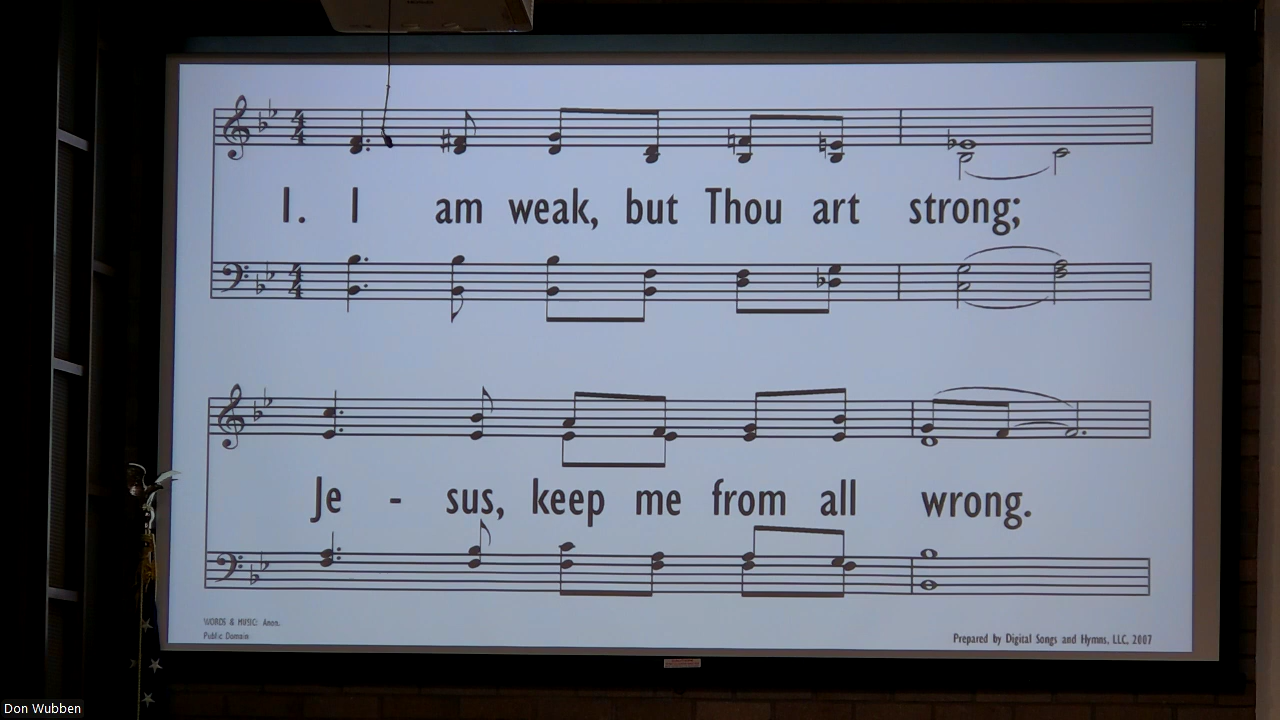 1. I am weak, but Thou art strong;
Je - sus, keep me from all wrong.
WORDS & MUSIC: Anon.
Public Domain
Prepared by Digital Songs and Hymns, LLC. 2007
Don Wubben